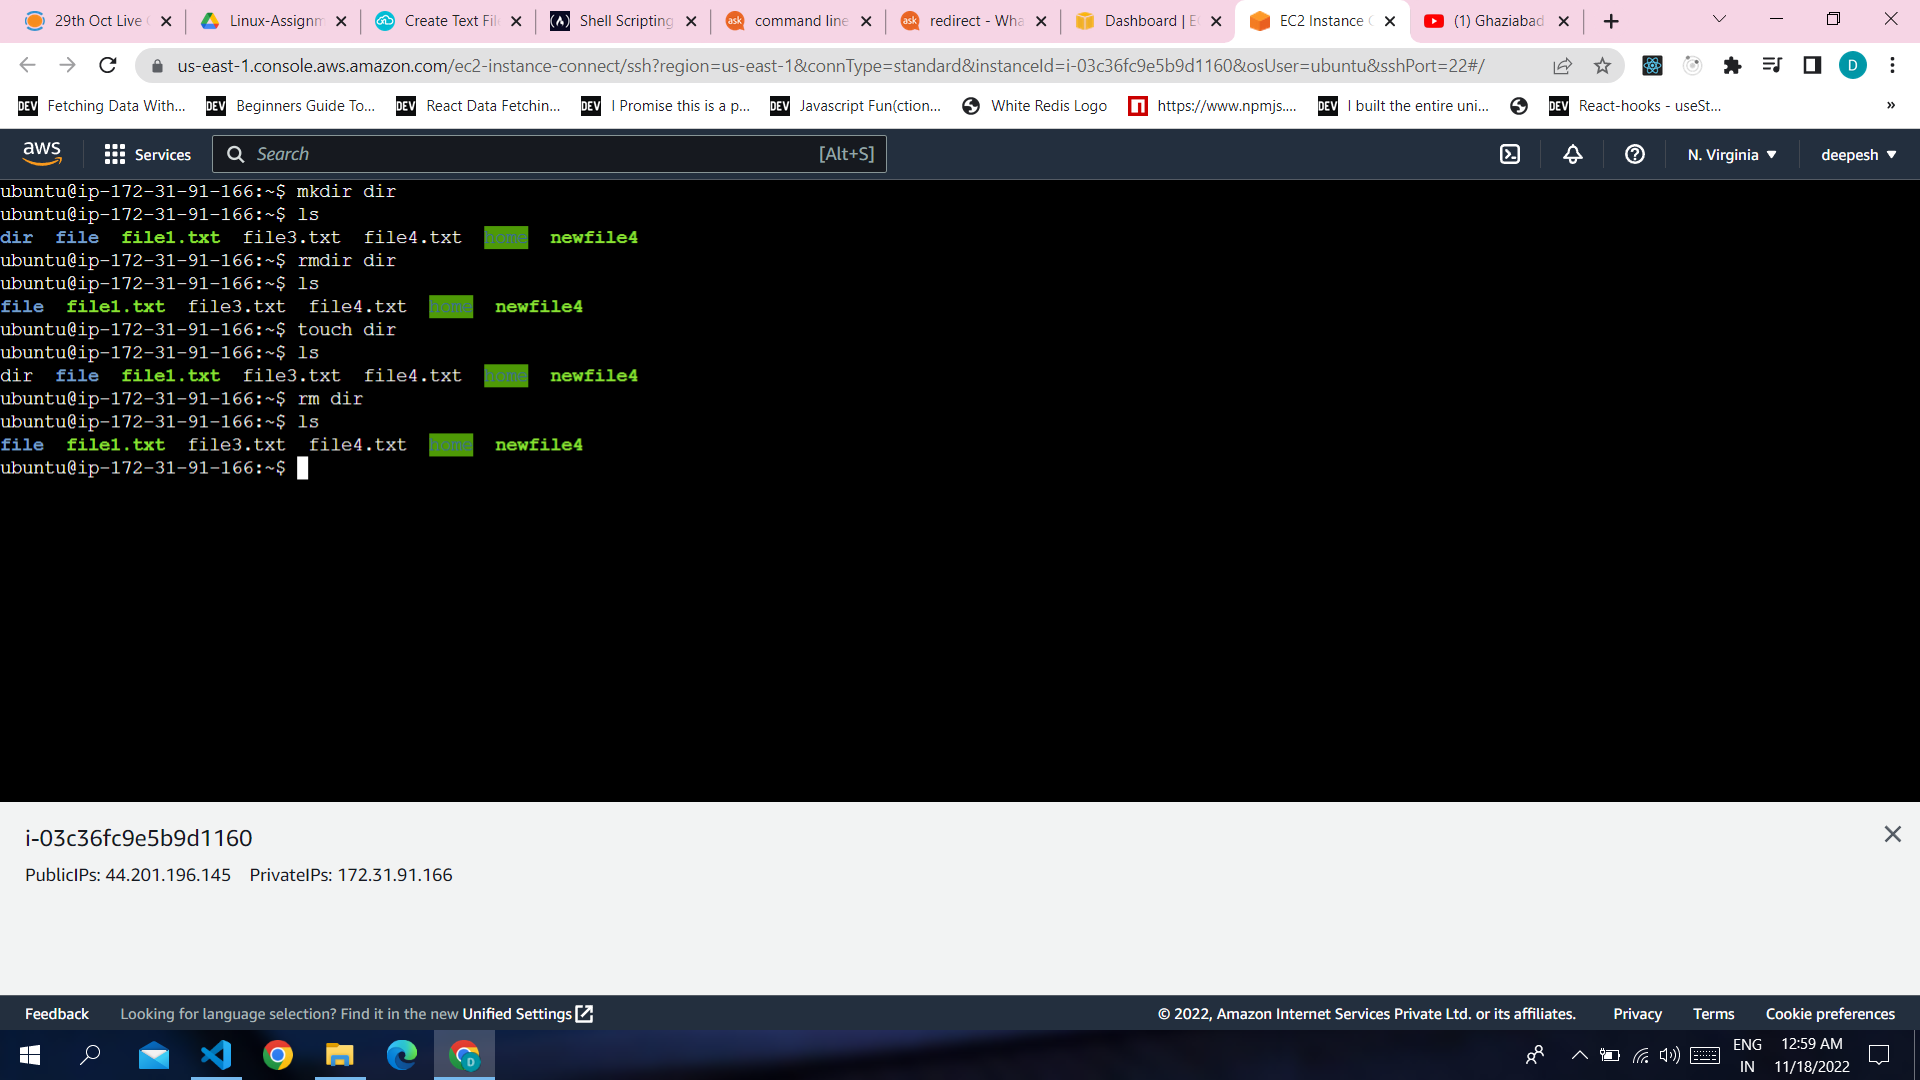 29th Oct Live
Linux-Assignm
Create Text Fil
Shell Scripting
command line
redirect - Wha
Dashboard | E
EC2 Instance
(1) Ghaziabad
us-east-1.console.aws.amazon.com/ec2-instance-connect/ssh?region=us-east-1&connType=standard&instanceId=i-03c36fc9e5b9d1160&osUser=ubuntu&sshPort=22#/
D
DEV Fetching Data With...
DEV Beginners Guide To...
DEV React Data Fetchin...
DEV I Promise this is a p...
DEV Javascript Fun(ction...
White Redis Logo
https://www.npmjs....
DEV I built the entire uni...
DEV React-hooks - useSt...
»
aws Services Search [Alt+S] N. Virginia deepesh
ubuntu@ip-172-31-91-166:~$ mkdir dir
ubuntu@ip-172-31-91-166:~$ ls
dir file file1.txt file3.txt file4.txt home newfile4
ubuntu@ip-172-31-91-166:~$ rmdir dir
ubuntu@ip-172-31-91-166:~$ ls
file file1.txt file3.txt file4.txt home newfile4
ubuntu@ip-172-31-91-166:~$ touch dir
ubuntu@ip-172-31-91-166:~$ ls
dir file file1.txt file3.txt file4.txt home newfile4
ubuntu@ip-172-31-91-166:~$ rm dir
ubuntu@ip-172-31-91-166:~$ ls
file file1.txt file3.txt file4.txt home newfile4
ubuntu@ip-172-31-91-166:~$
i-03c36fc9e5b9d1160
PublicIPs: 44.201.196.145 PrivateIPs: 172.31.91.166
Feedback Looking for language selection? Find it in the new Unified Settings © 2022, Amazon Internet Services Private Ltd. or its affiliates. Privacy Terms Cookie preferences
ENG 12:59 AM
IN 11/18/2022